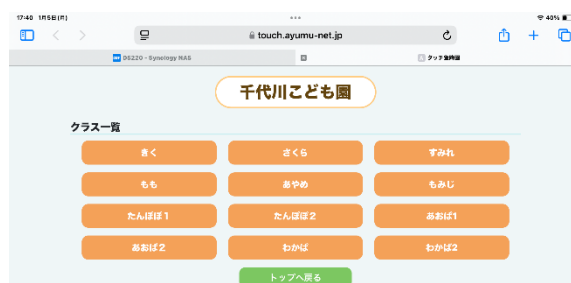 17:40 1月5日(月)
40%
touch.ayumu-net.jp
DS220 - Synology NAS
タッチ登降園
千代川こども園
クラス一覧
きく さくら すみれ
もも あやめ もみじ
たんぽぽ1 たんぽぽ2 あおば1
あおば2 わかば わかば2
トップへ戻る